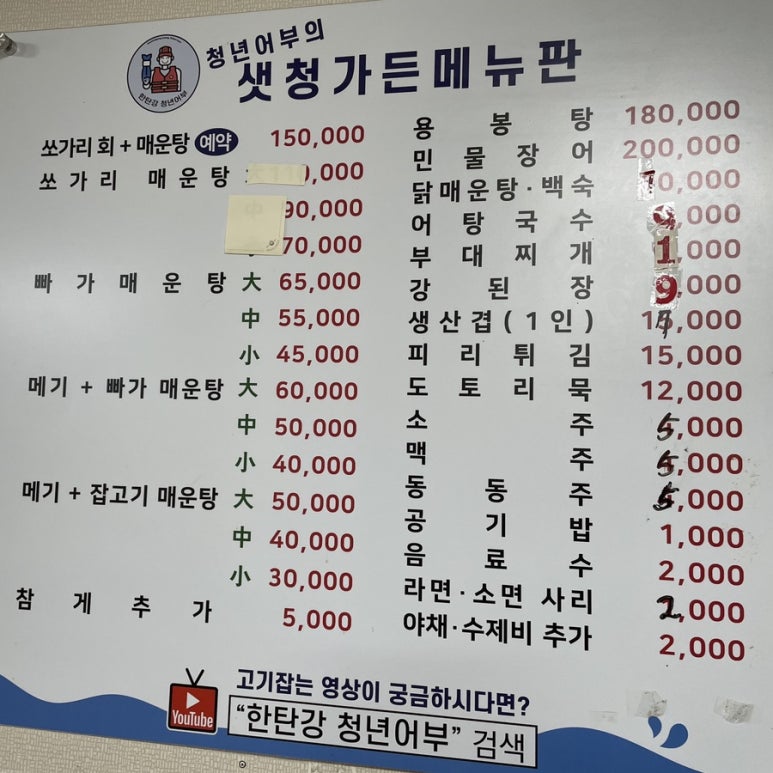 청년어부의
샛청가든메뉴판
한탄강 청년어부
쏘가리 회 + 매운탕 예약 150,000
쏘가리 매운탕
90,000
70,000
빠가매운탕 大 65,000
中 55,000
小 45,000
메기 + 빠가 매운탕 大 60,000
中 50,000
小 40,000
메기 + 잡고기 매운탕 大 50,000
中 40,000
小 30,000
참게추가 5,000
용봉탕 180,000
민물장어 200,000
닭매운탕·백숙 70,000
어탕국수 9,000
부대찌개 1,000
강된장 9,000
생산겹(1인)
피리튀김 15,000
도토리묵 12,000
소주 5,000
맥주 5,000
동동주 5,000
공기밥 1,000
음료수 2,000
라면·소면 사리 2,000
야채·수제비 추가 2,000
고기잡는 영상이 궁금하시다면?
YouTube "한탄강 청년어부" 검색